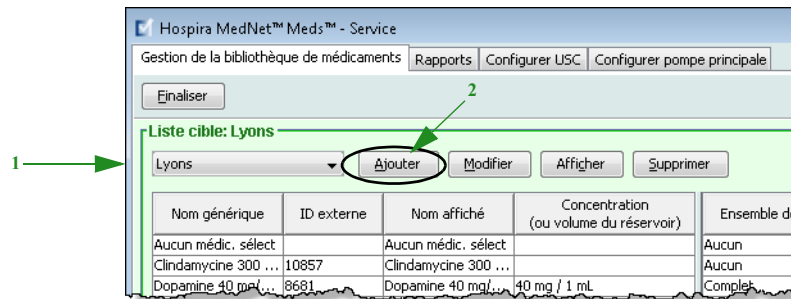 Hospira MedNet™ Meds™ - Service
Gestion de la bibliothèque de médicaments Rapports Configurer USC Configurer pompe principale
Finaliser
2
Liste cible: Lyons
1
Lyons Ajouter Modifier Afficher Supprimer
Nom générique ID externe Nom affiché Concentration (ou volume du réservoir) Ensemble d
Aucun médic. sélect Aucun médic. sélect Aucun
Clindamycine 300 ... 10857 Clindamycine 300 ... Aucun
Dopamine 40 mg/... 8681 Dopamine 40 mg/... 40 mg / 1 mL Complet